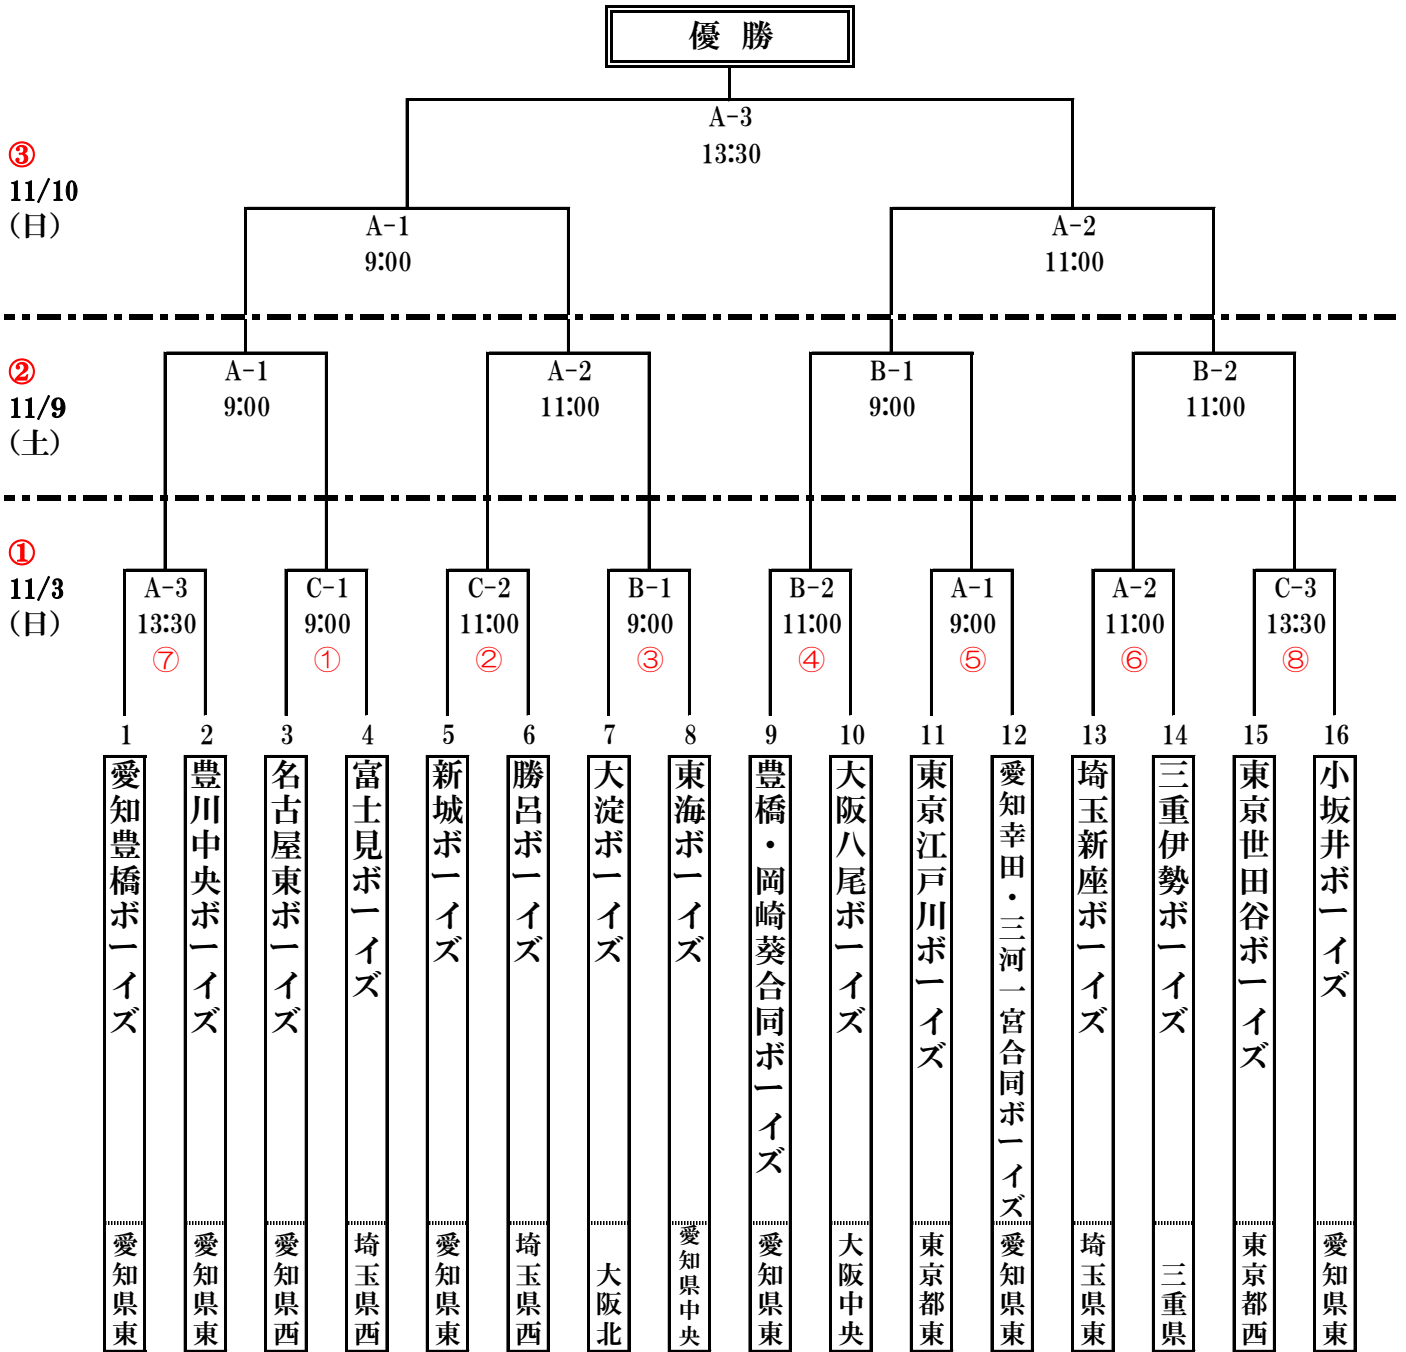 優 勝
A-3
13:30
③
11/10
(日)
A-1
9:00
A-2
11:00
②
11/9
(土)
A-1
9:00
A-2
11:00
B-1
9:00
B-2
11:00
①
11/3
(日)
A-3
13:30
⑦
C-1
9:00
①
C-2
11:00
②
B-1
9:00
③
B-2
11:00
④
A-1
9:00
⑤
A-2
11:00
⑥
C-3
13:30
⑧
1
愛知豊橋ボーイズ
愛知県東
2
豊川中央ボーイズ
愛知県東
3
名古屋東ボーイズ
愛知県西
4
富士見ボーイズ
埼玉県西
5
新城ボーイズ
愛知県東
6
勝呂ボーイズ
埼玉県西
7
大淀ボーイズ
大阪北
8
東海ボーイズ
愛知県中央
9
豊橋・岡崎葵合同ボーイズ
愛知県東
10
大阪八尾ボーイズ
大阪中央
11
東京江戸川ボーイズ
東京都東
12
愛知幸田・三河一宮合同ボーイズ
愛知県東
13
埼玉新座ボーイズ
埼玉県東
14
三重伊勢ボーイズ
三重県
15
東京世田谷ボーイズ
東京都西
16
小坂井ボーイズ
愛知県東